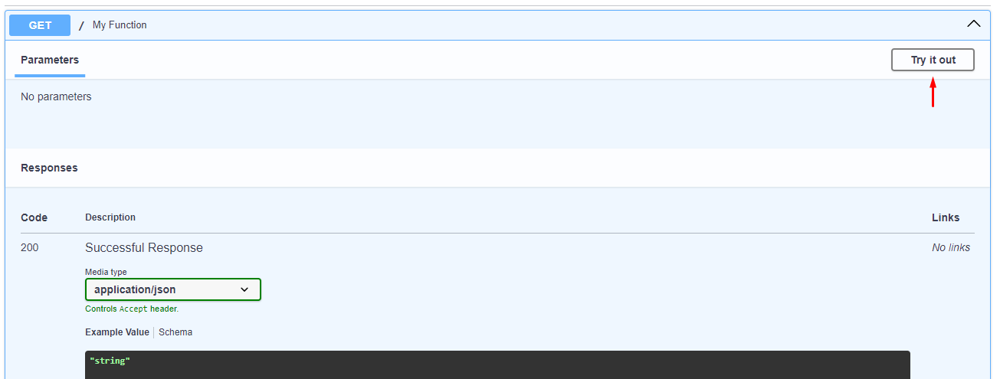 GET / My Function
Parameters Try it out
No parameters
Responses
Code Description Links
200 Successful Response No links
Media type
application/json
Controls Accept header.
Example Value Schema
"string"